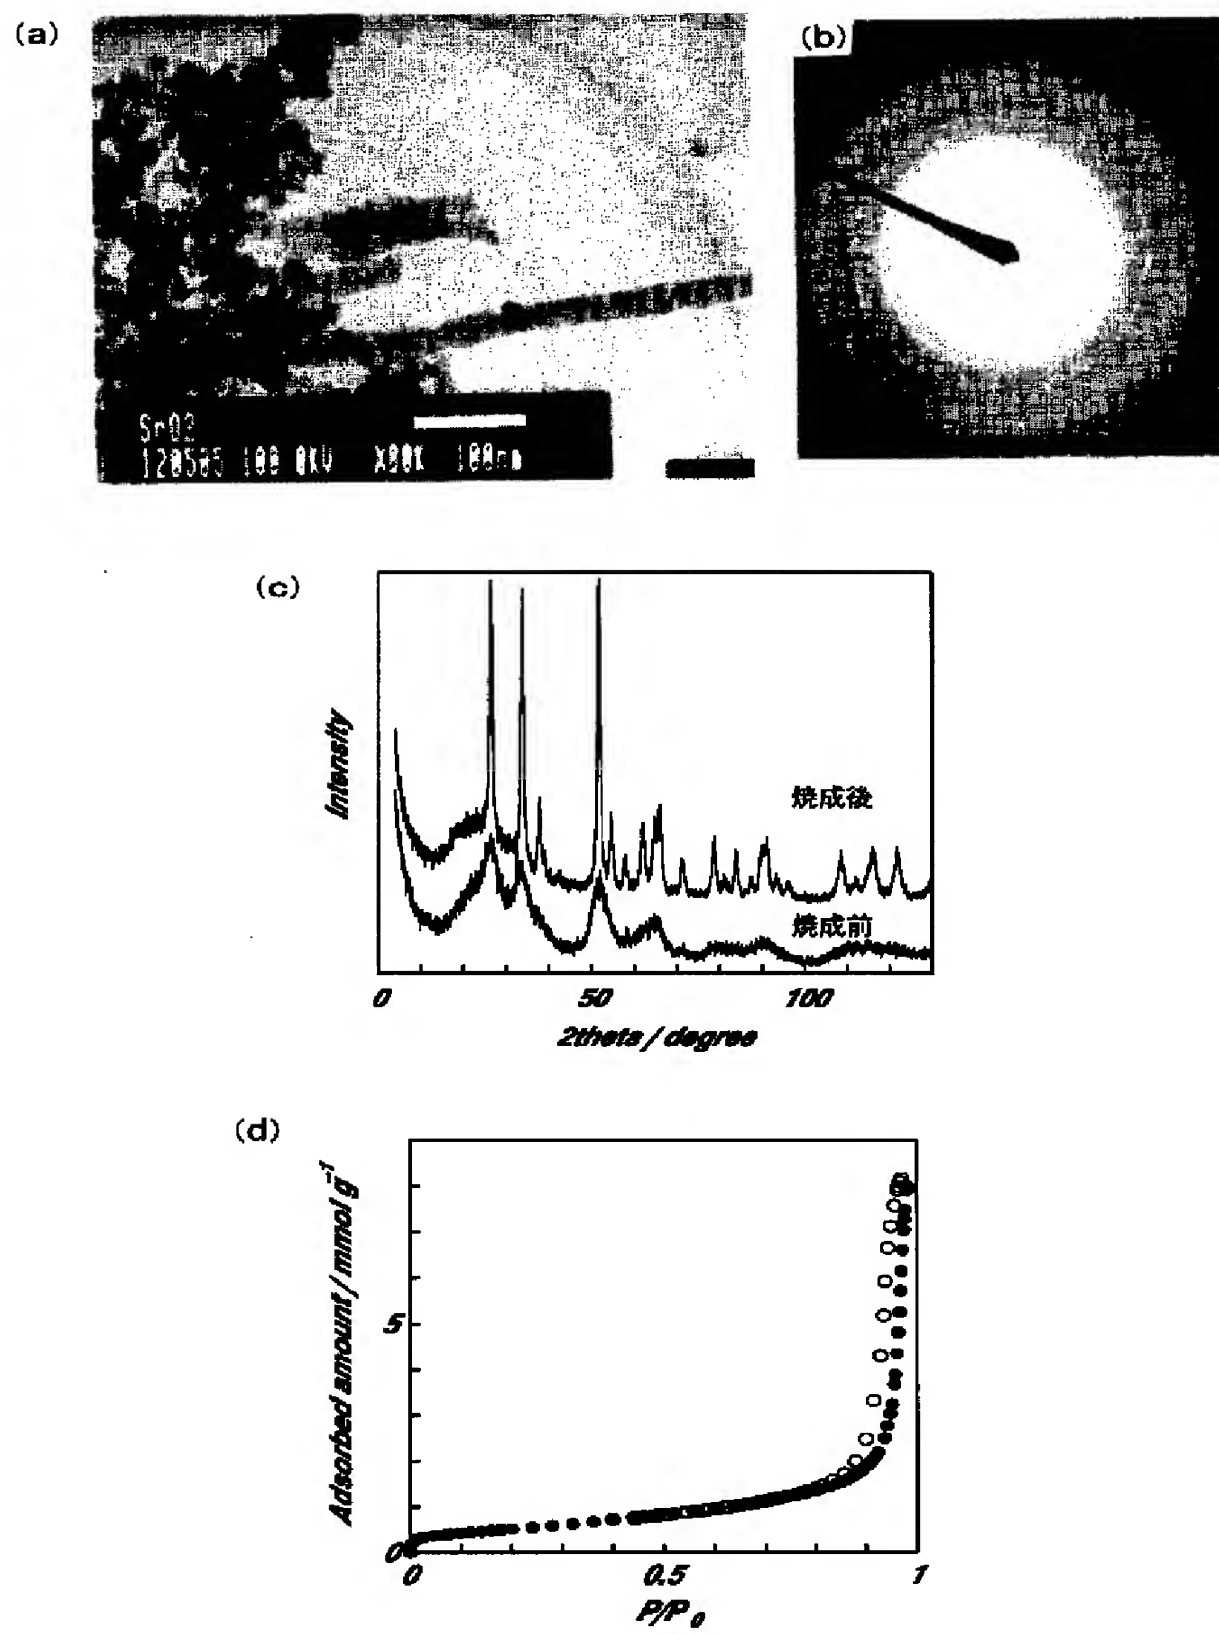 (a)
(b)
SnO2
120505 100.0KV X80K 100nm
(c)
Intensity
焼成後
焼成前
0 50 100
2theta / degree
(d)
Adsorbed amount / mmol g⁻¹
5
0
0 0.5 1
P/P₀